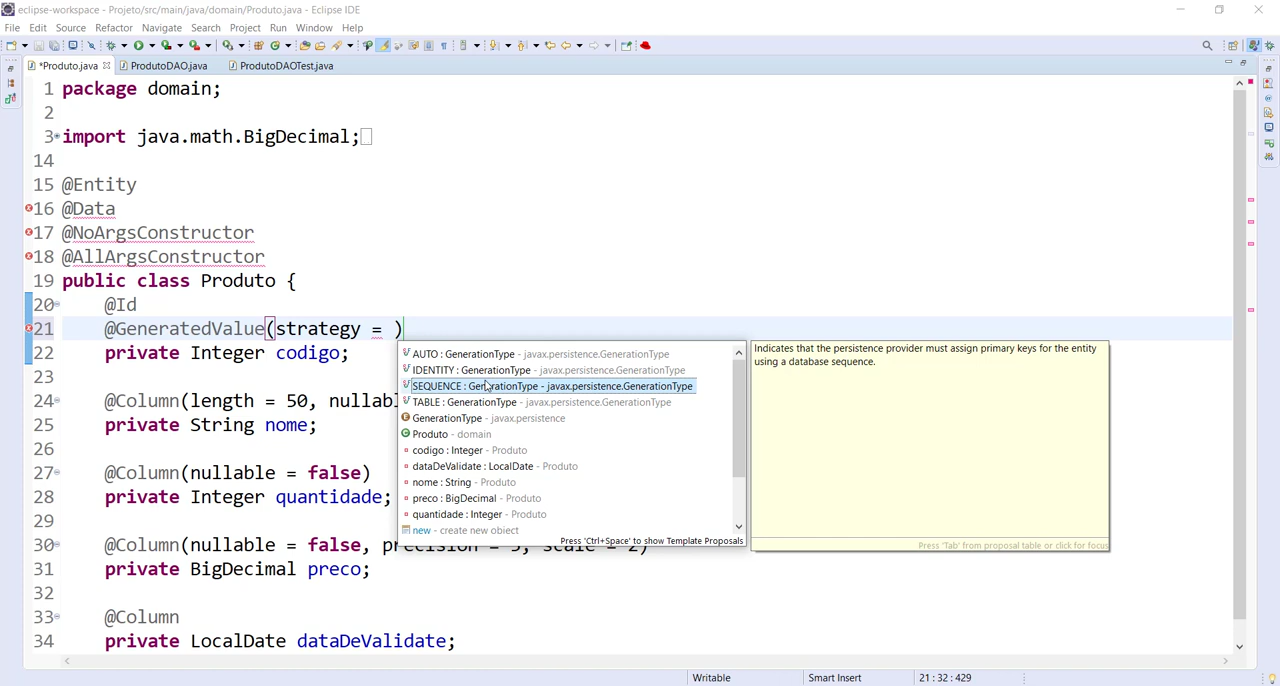 eclipse-workspace - Projeto/src/main/java/domain/Produto.java - Eclipse IDE
File Edit Source Refactor Navigate Search Project Run Window Help
*Produto.java ProdutoDAO.java ProdutoDAOTest.java
1 package domain;
2
3 import java.math.BigDecimal;
14
15 @Entity
16 @Data
17 @NoArgsConstructor
18 @AllArgsConstructor
19 public class Produto {
20 @Id
21 @GeneratedValue(strategy = )
22 private Integer codigo;
23
24 @Column(length = 50, nullabl
25 private String nome;
26
27 @Column(nullable = false)
28 private Integer quantidade;
29
30 @Column(nullable = false, precision = 5, scale = 2)
31 private BigDecimal preco;
32
33 @Column
34 private LocalDate dataDeValidate;
AUTO : GenerationType - javax.persistence.GenerationType
IDENTITY : GenerationType - javax.persistence.GenerationType
SEQUENCE : GenerationType - javax.persistence.GenerationType
TABLE : GenerationType - javax.persistence.GenerationType
GenerationType - javax.persistence
Produto - domain
codigo : Integer - Produto
dataDeValidate : LocalDate - Produto
nome : String - Produto
preco : BigDecimal - Produto
quantidade : Integer - Produto
new - create new object
Press 'Ctrl+Space' to show Template Proposals
Indicates that the persistence provider must assign primary keys for the entity
using a database sequence.
Press 'Tab' from proposal table or click for focus
Writable Smart Insert 21 : 32 : 429